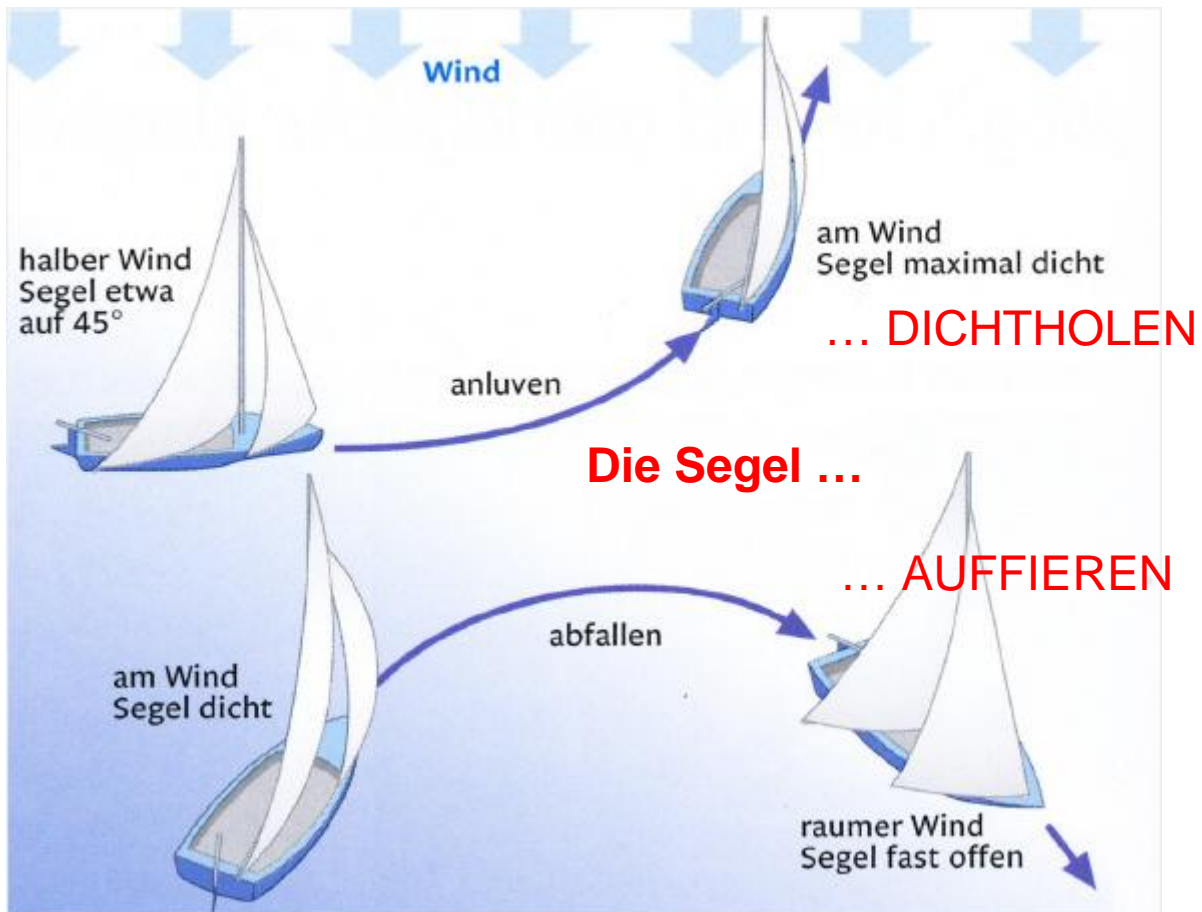 Wind
halber Wind
Segel etwa
auf 45°
am Wind
Segel maximal dicht
… DICHTHOLEN
anluven
Die Segel …
… AUFFIEREN
abfallen
am Wind
Segel dicht
raumer Wind
Segel fast offen